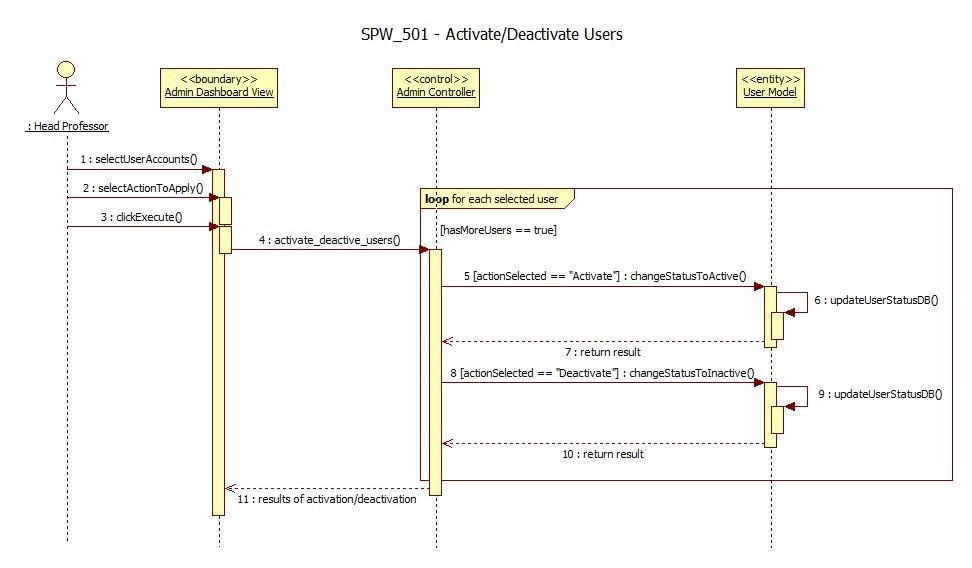 SPW_501 - Activate/Deactivate Users
: Head Professor
<<boundary>>
Admin Dashboard View
<<control>>
Admin Controller
<<entity>>
User Model
1 : selectUserAccounts()
2 : selectActionToApply()
3 : clickExecute()
loop for each selected user
[hasMoreUsers == true]
4 : activate_deactive_users()
5 [actionSelected == "Activate"] : changeStatusToActive()
6 : updateUserStatusDB()
7 : return result
8 [actionSelected == "Deactivate"] : changeStatusToInactive()
9 : updateUserStatusDB()
10 : return result
11 : results of activation/deactivation